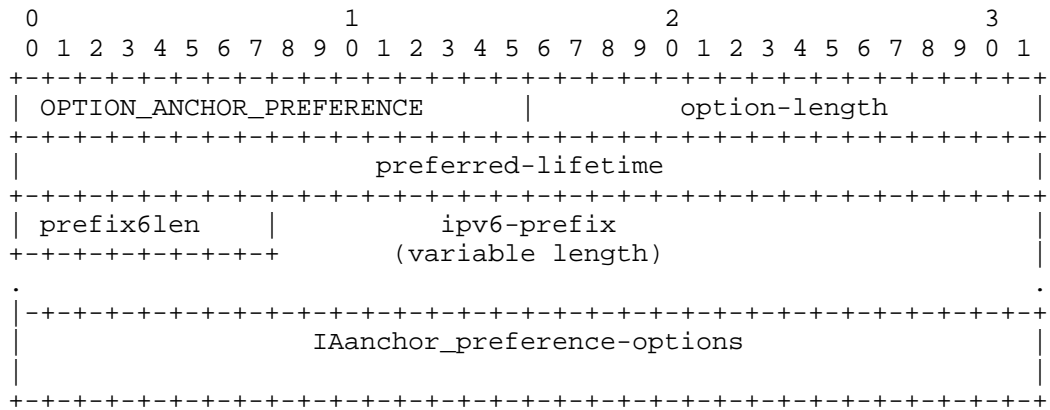 0                   1                   2                   3
 0 1 2 3 4 5 6 7 8 9 0 1 2 3 4 5 6 7 8 9 0 1 2 3 4 5 6 7 8 9 0 1
+-+-+-+-+-+-+-+-+-+-+-+-+-+-+-+-+-+-+-+-+-+-+-+-+-+-+-+-+-+-+-+-+
| OPTION_ANCHOR_PREFERENCE      |         option-length         |
+-+-+-+-+-+-+-+-+-+-+-+-+-+-+-+-+-+-+-+-+-+-+-+-+-+-+-+-+-+-+-+-+
|                      preferred-lifetime                       |
+-+-+-+-+-+-+-+-+-+-+-+-+-+-+-+-+-+-+-+-+-+-+-+-+-+-+-+-+-+-+-+-+
| prefix6len    |          ipv6-prefix                          |
+-+-+-+-+-+-+-+-+       (variable length)                       |
.                                                               .
|-+-+-+-+-+-+-+-+-+-+-+-+-+-+-+-+-+-+-+-+-+-+-+-+-+-+-+-+-+-+-+-+
|                  IAanchor_preference-options                  |
|                                                               |
+-+-+-+-+-+-+-+-+-+-+-+-+-+-+-+-+-+-+-+-+-+-+-+-+-+-+-+-+-+-+-+-+